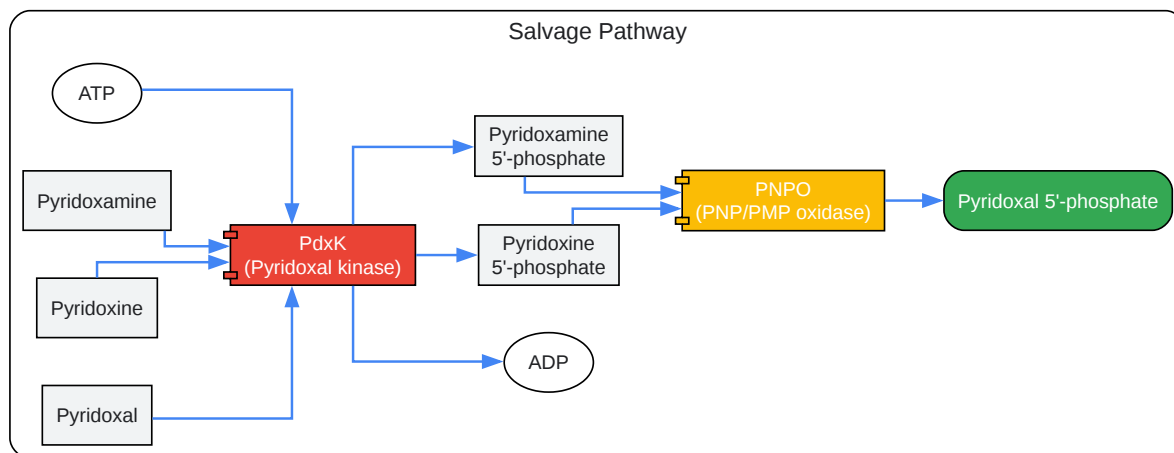 Salvage Pathway
ATP
Pyridoxamine
Pyridoxine
Pyridoxal
PdxK
(Pyridoxal kinase)
Pyridoxamine
5'-phosphate
Pyridoxine
5'-phosphate
ADP
PNPO
(PNP/PMP oxidase)
Pyridoxal 5'-phosphate